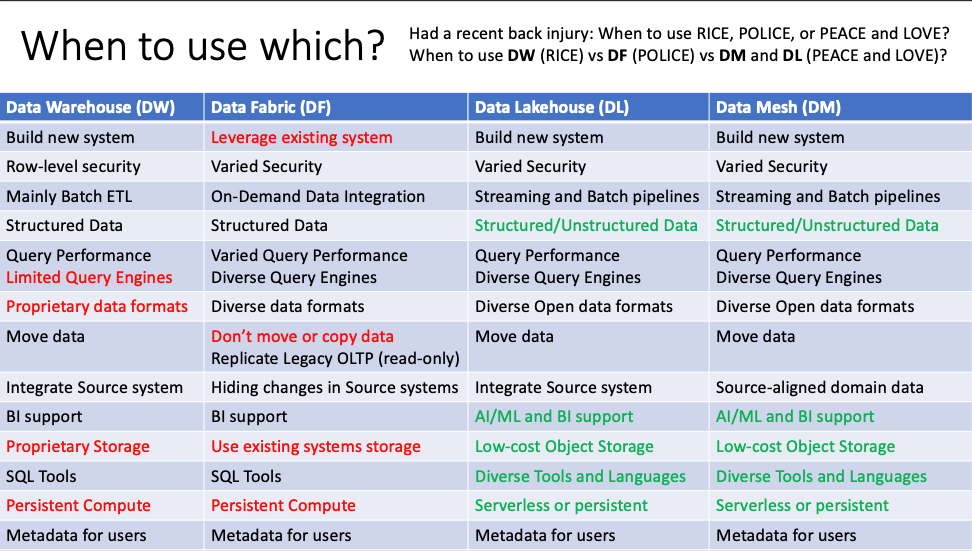 When to use which?
Had a recent back injury: When to use RICE, POLICE, or PEACE and LOVE?
When to use DW (RICE) vs DF (POLICE) vs DM and DL (PEACE and LOVE)?
Data Warehouse (DW) Data Fabric (DF) Data Lakehouse (DL) Data Mesh (DM)
Build new system Leverage existing system Build new system Build new system
Row-level security Varied Security Varied Security Varied Security
Mainly Batch ETL On-Demand Data Integration Streaming and Batch pipelines Streaming and Batch pipelines
Structured Data Structured Data Structured/Unstructured Data Structured/Unstructured Data
Query Performance Varied Query Performance Query Performance Query Performance
Limited Query Engines Diverse Query Engines Diverse Query Engines Diverse Query Engines
Proprietary data formats Diverse data formats Diverse Open data formats Diverse Open data formats
Move data Don’t move or copy data Move data Move data
Replicate Legacy OLTP (read-only)
Integrate Source system Hiding changes in Source systems Integrate Source system Source-aligned domain data
BI support BI support AI/ML and BI support AI/ML and BI support
Proprietary Storage Use existing systems storage Low-cost Object Storage Low-cost Object Storage
SQL Tools SQL Tools Diverse Tools and Languages Diverse Tools and Languages
Persistent Compute Persistent Compute Serverless or persistent Serverless or persistent
Metadata for users Metadata for users Metadata for users Metadata for users